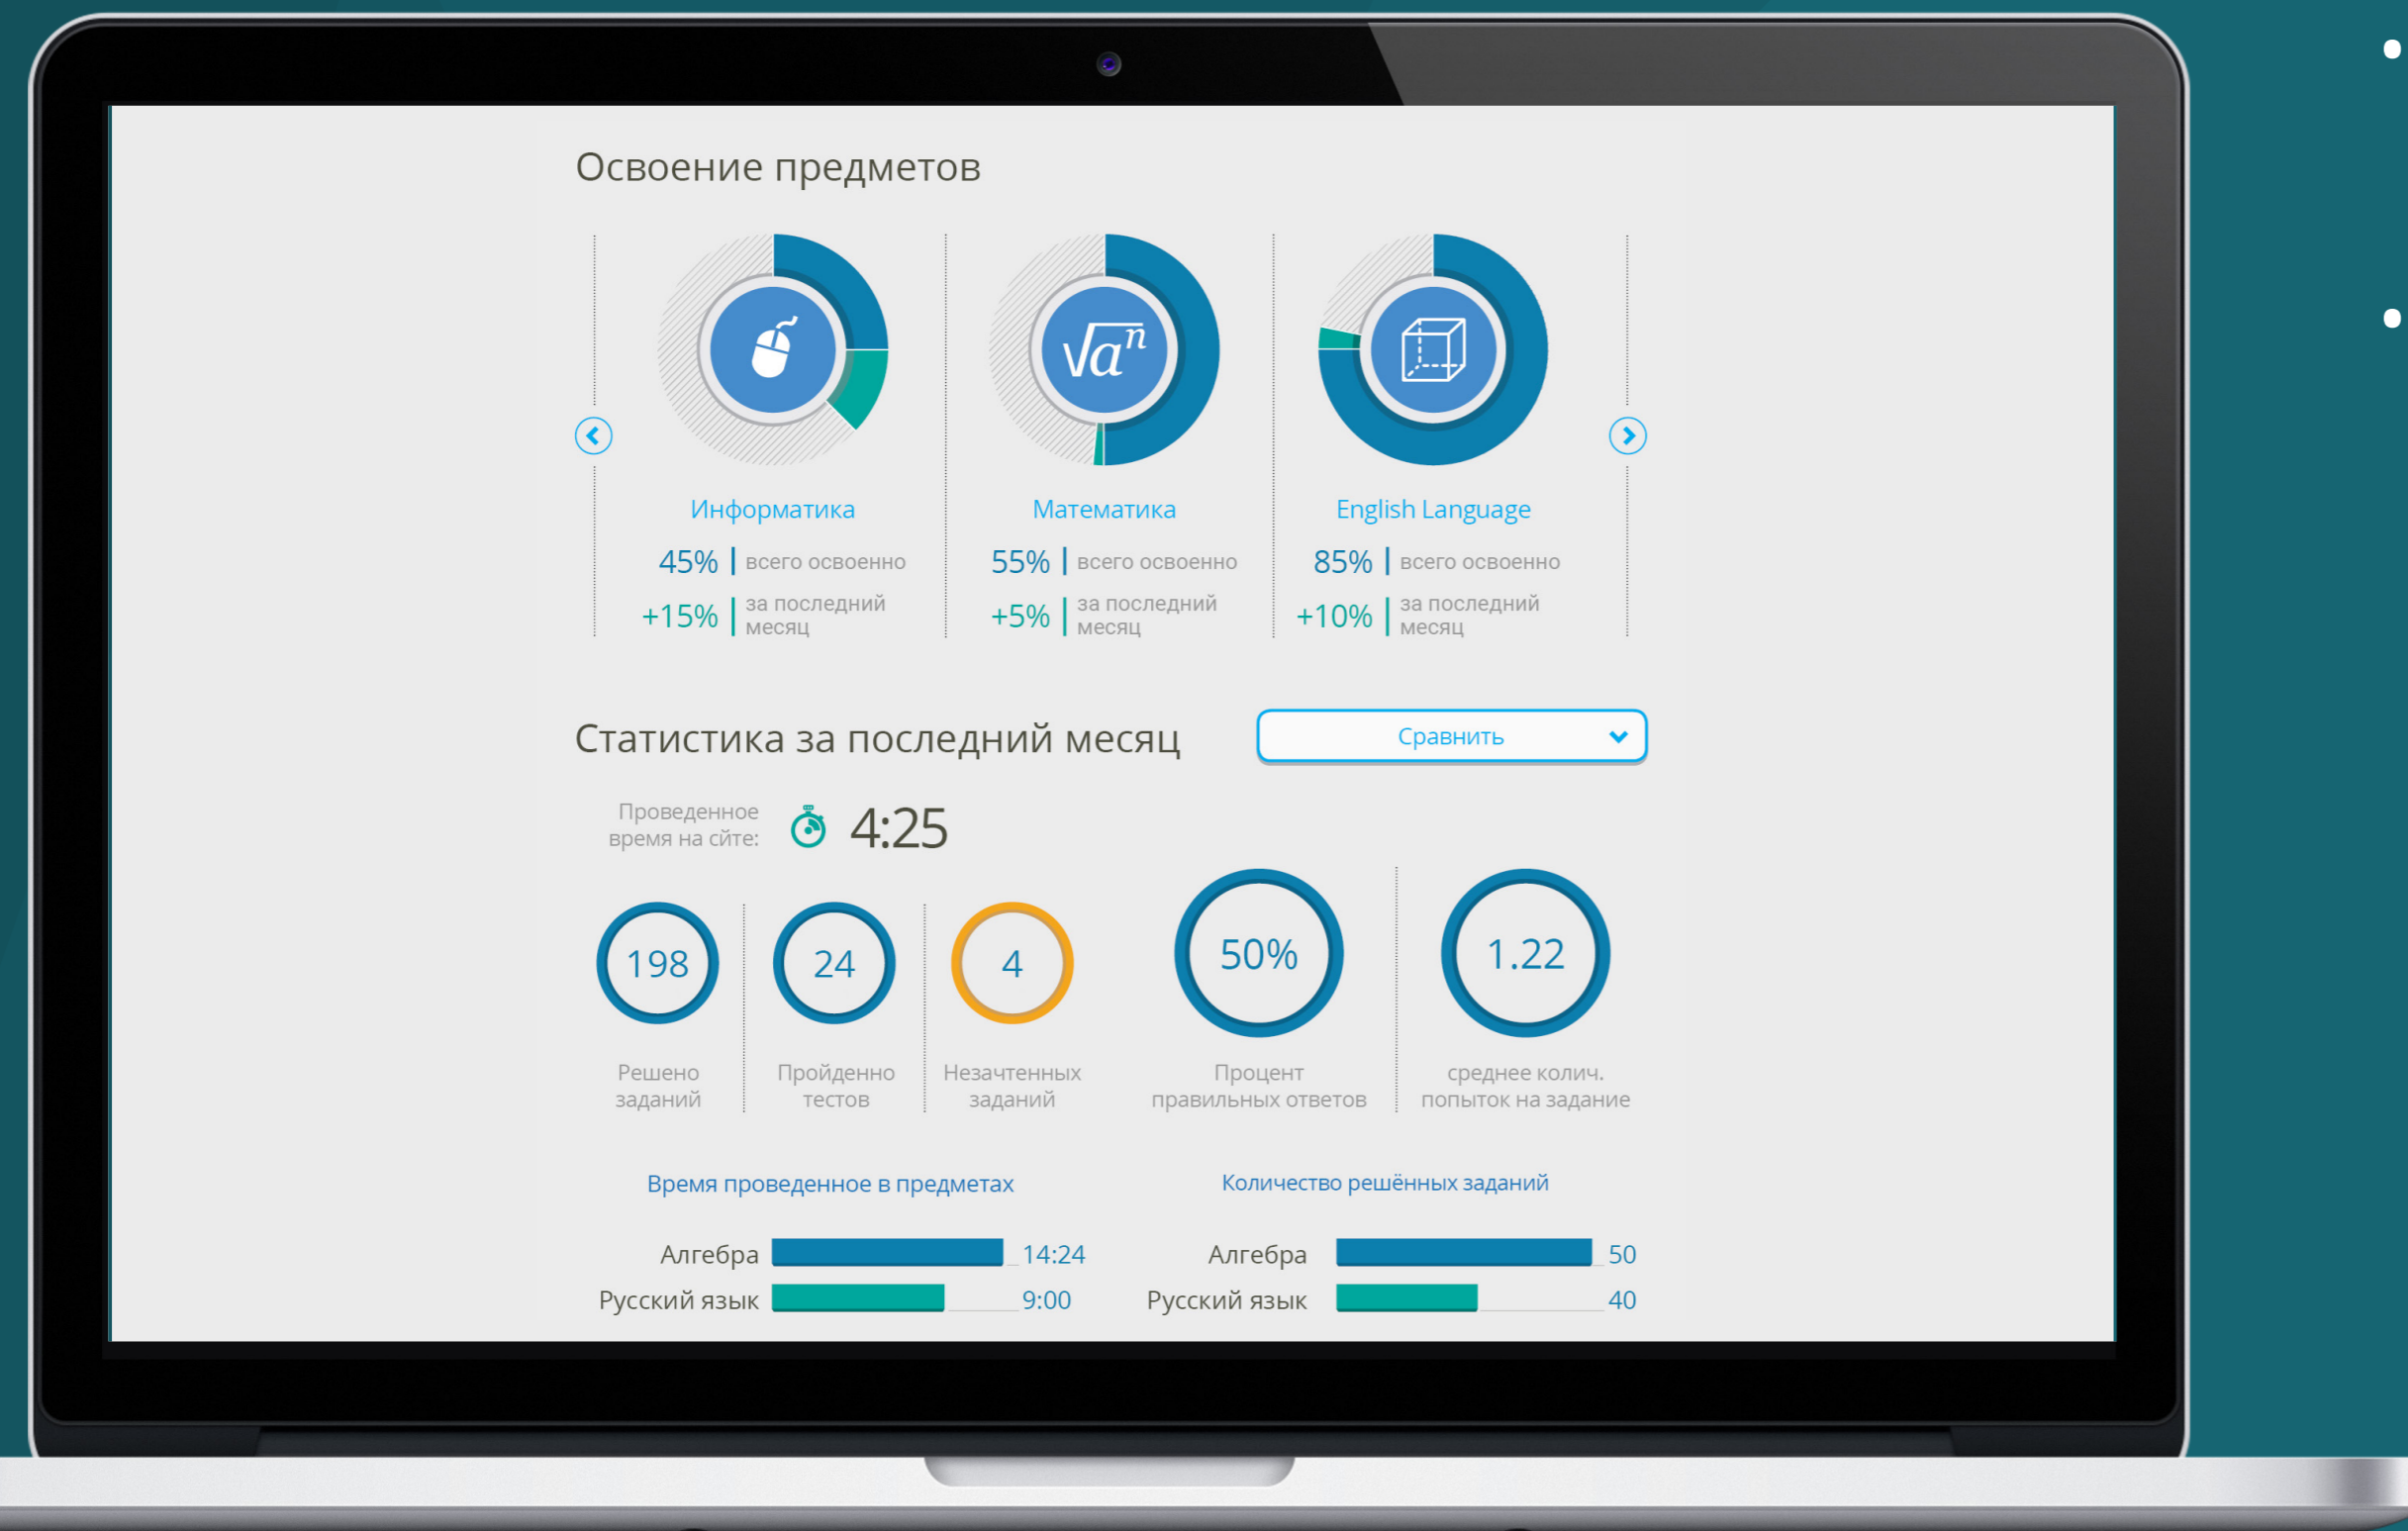 Освоение предметов
√aⁿ
Информатика
45% всего освоенно
+15% за последний
месяц
Математика
55% всего освоенно
+5% за последний
месяц
English Language
85% всего освоенно
+10% за последний
месяц
Статистика за последний месяц
Сравнить
Проведенное
время на сйте:
4:25
198
Решено
заданий
24
Пройденно
тестов
4
Незачтенных
заданий
50%
Процент
правильных ответов
1.22
среднее колич.
попыток на задание
Время проведенное в предметах
Алгебра 14:24
Русский язык 9:00
Количество решённых заданий
Алгебра 50
Русский язык 40